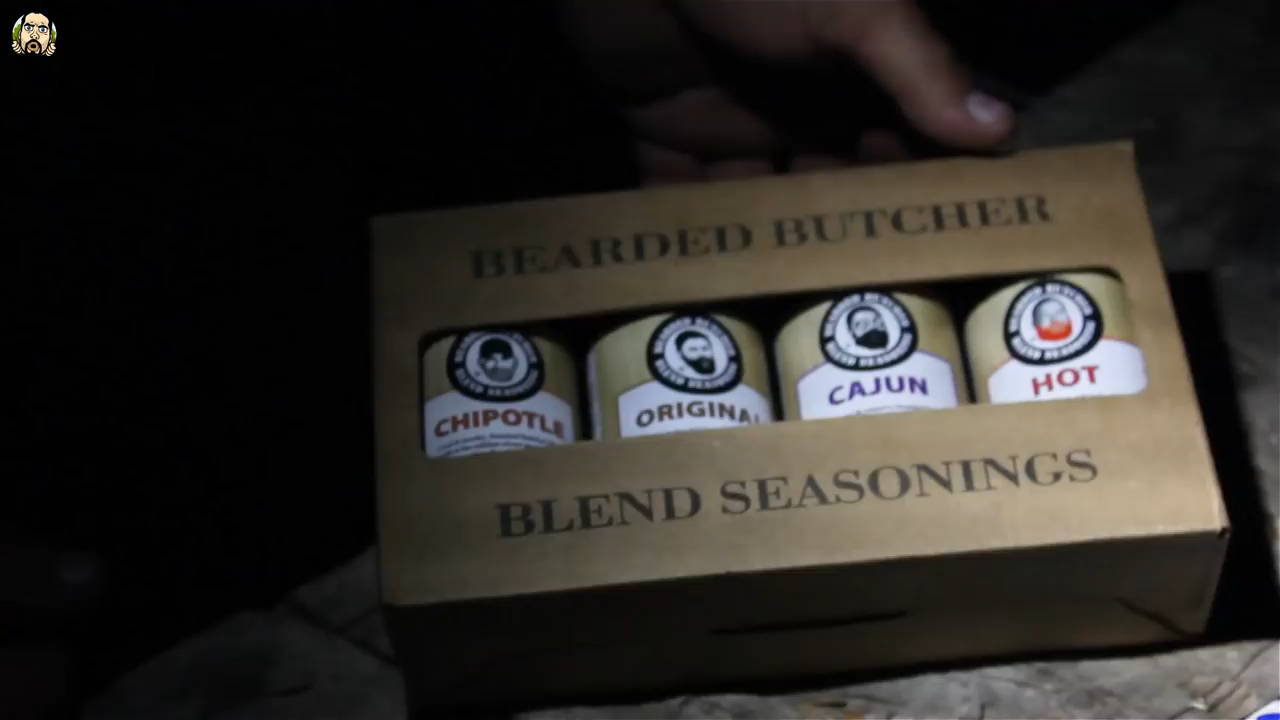 BEARDED BUTCHER
CHIPOTLE
ORIGINAL
CAJUN
HOT
BLEND SEASONINGS